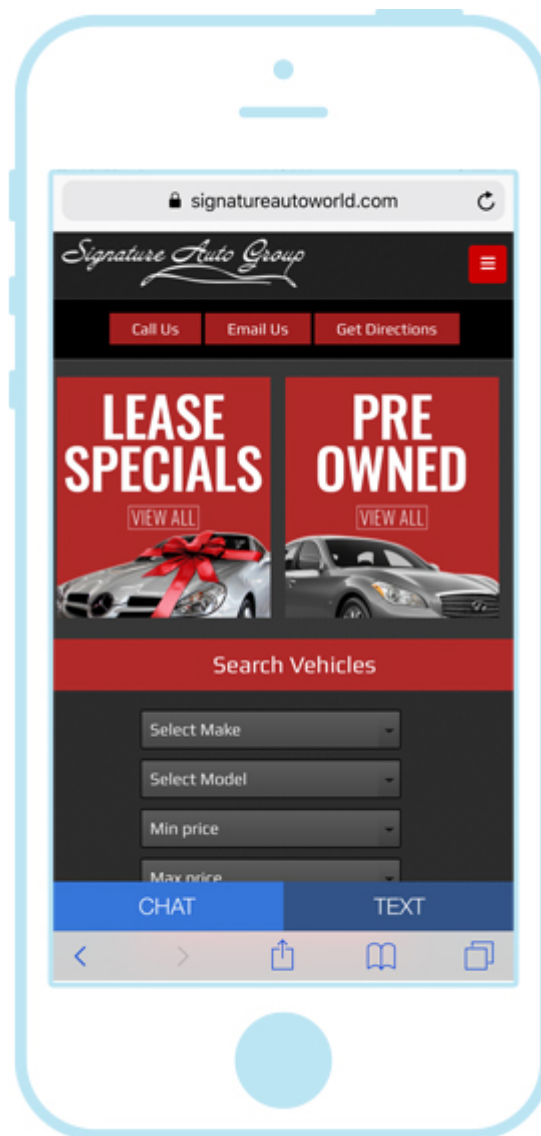 signatureautoworld.com
Signature Auto Group
Call Us Email Us Get Directions
LEASE
SPECIALS
VIEW ALL
PRE
OWNED
VIEW ALL
Search Vehicles
Select Make
Select Model
Min price
Max price
CHAT TEXT